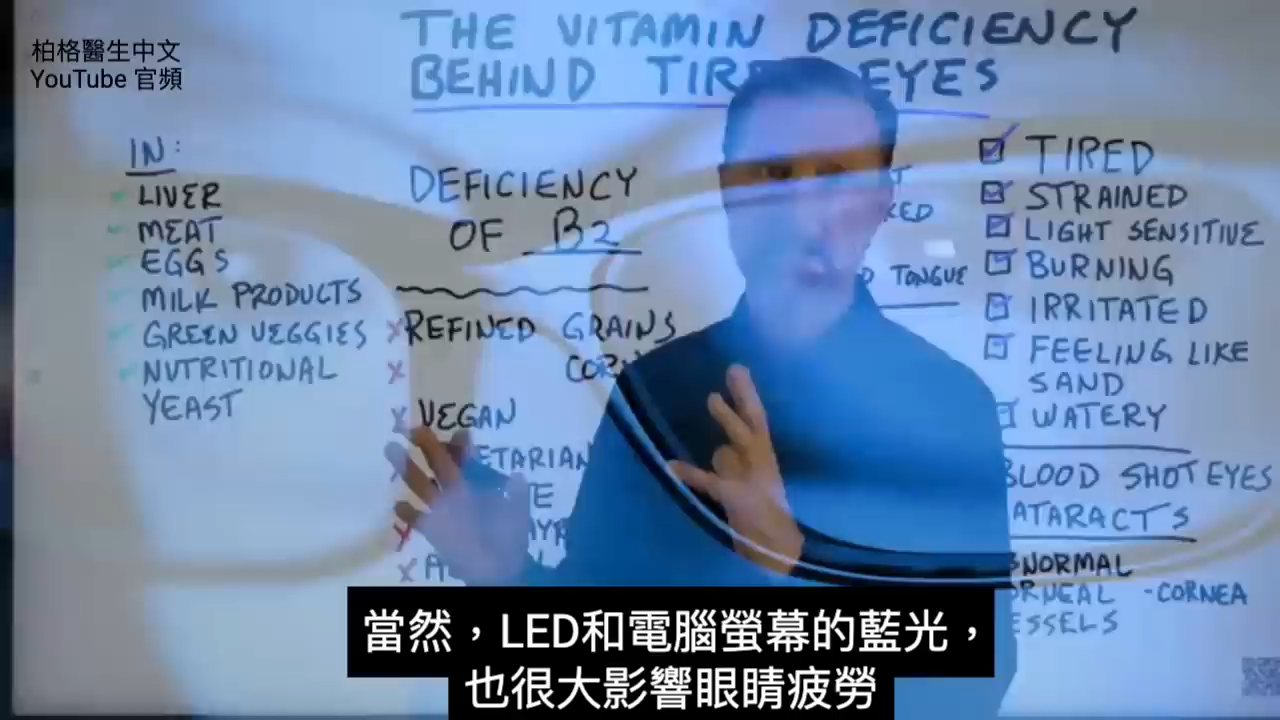 柏格醫生中文
YouTube 官頻
THE VITAMIN DEFICIENCY
BEHIND TIRED EYES
IN:
LIVER
MEAT
EGGS
MILK PRODUCTS
GREEN VEGGIES
NUTRITIONAL
YEAST
DEFICIENCY
OF B2
REFINED GRAINS
VEGAN
TONGUE
TIRED
STRAINED
LIGHT SENSITIVE
BURNING
IRRITATED
FEELING LIKE
SAND
WATERY
BLOOD SHOT EYES
CATARACTS
-CORNEA
當然，LED和電腦螢幕的藍光，
也很大影響眼睛疲勞